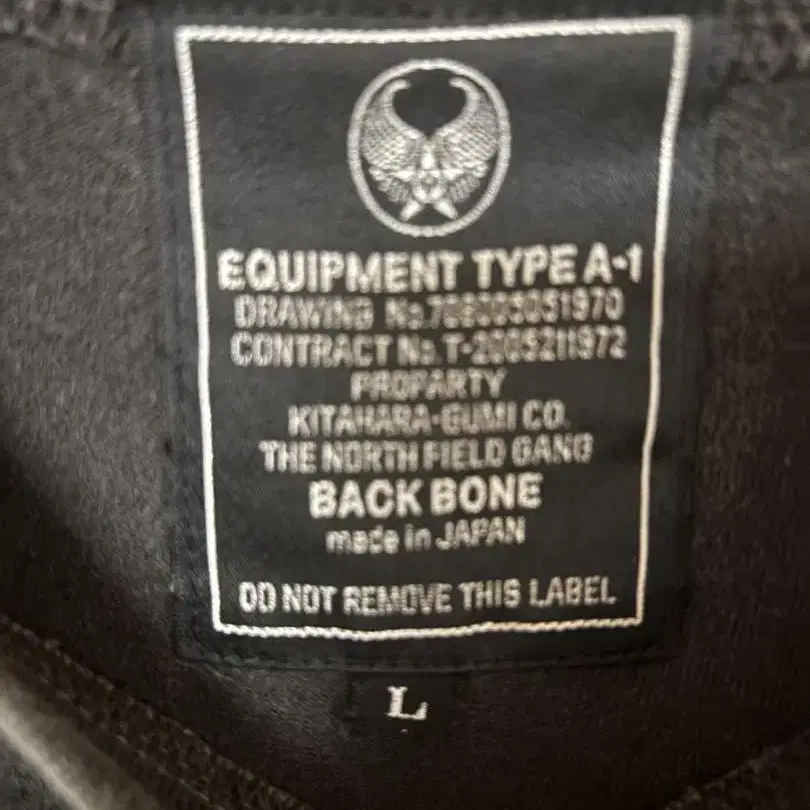 EQUIPMENT TYPE A-1
DRAWING No.
CONTRACT No.
PROPARTY
KITAHARA-GUMI CO.
THE NORTH FIELD GANG
BACK BONE
made in JAPAN
DO NOT REMOVE THIS LABEL
L